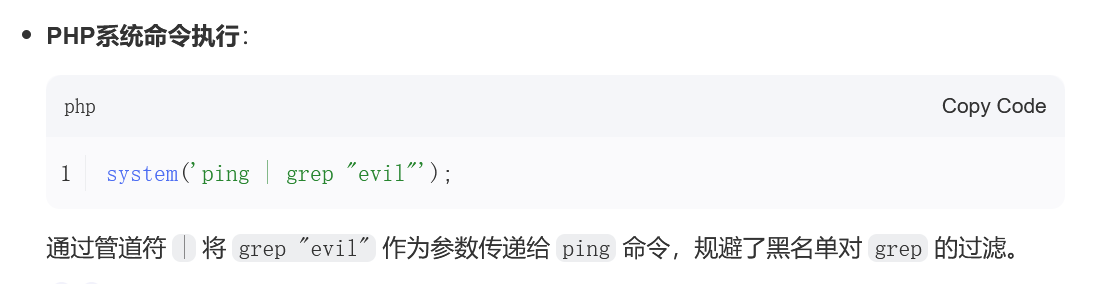 PHP系统命令执行：
php Copy Code
1 system('ping | grep "evil"');
通过管道符 | 将 grep "evil" 作为参数传递给 ping 命令，规避了黑名单对 grep 的过滤。